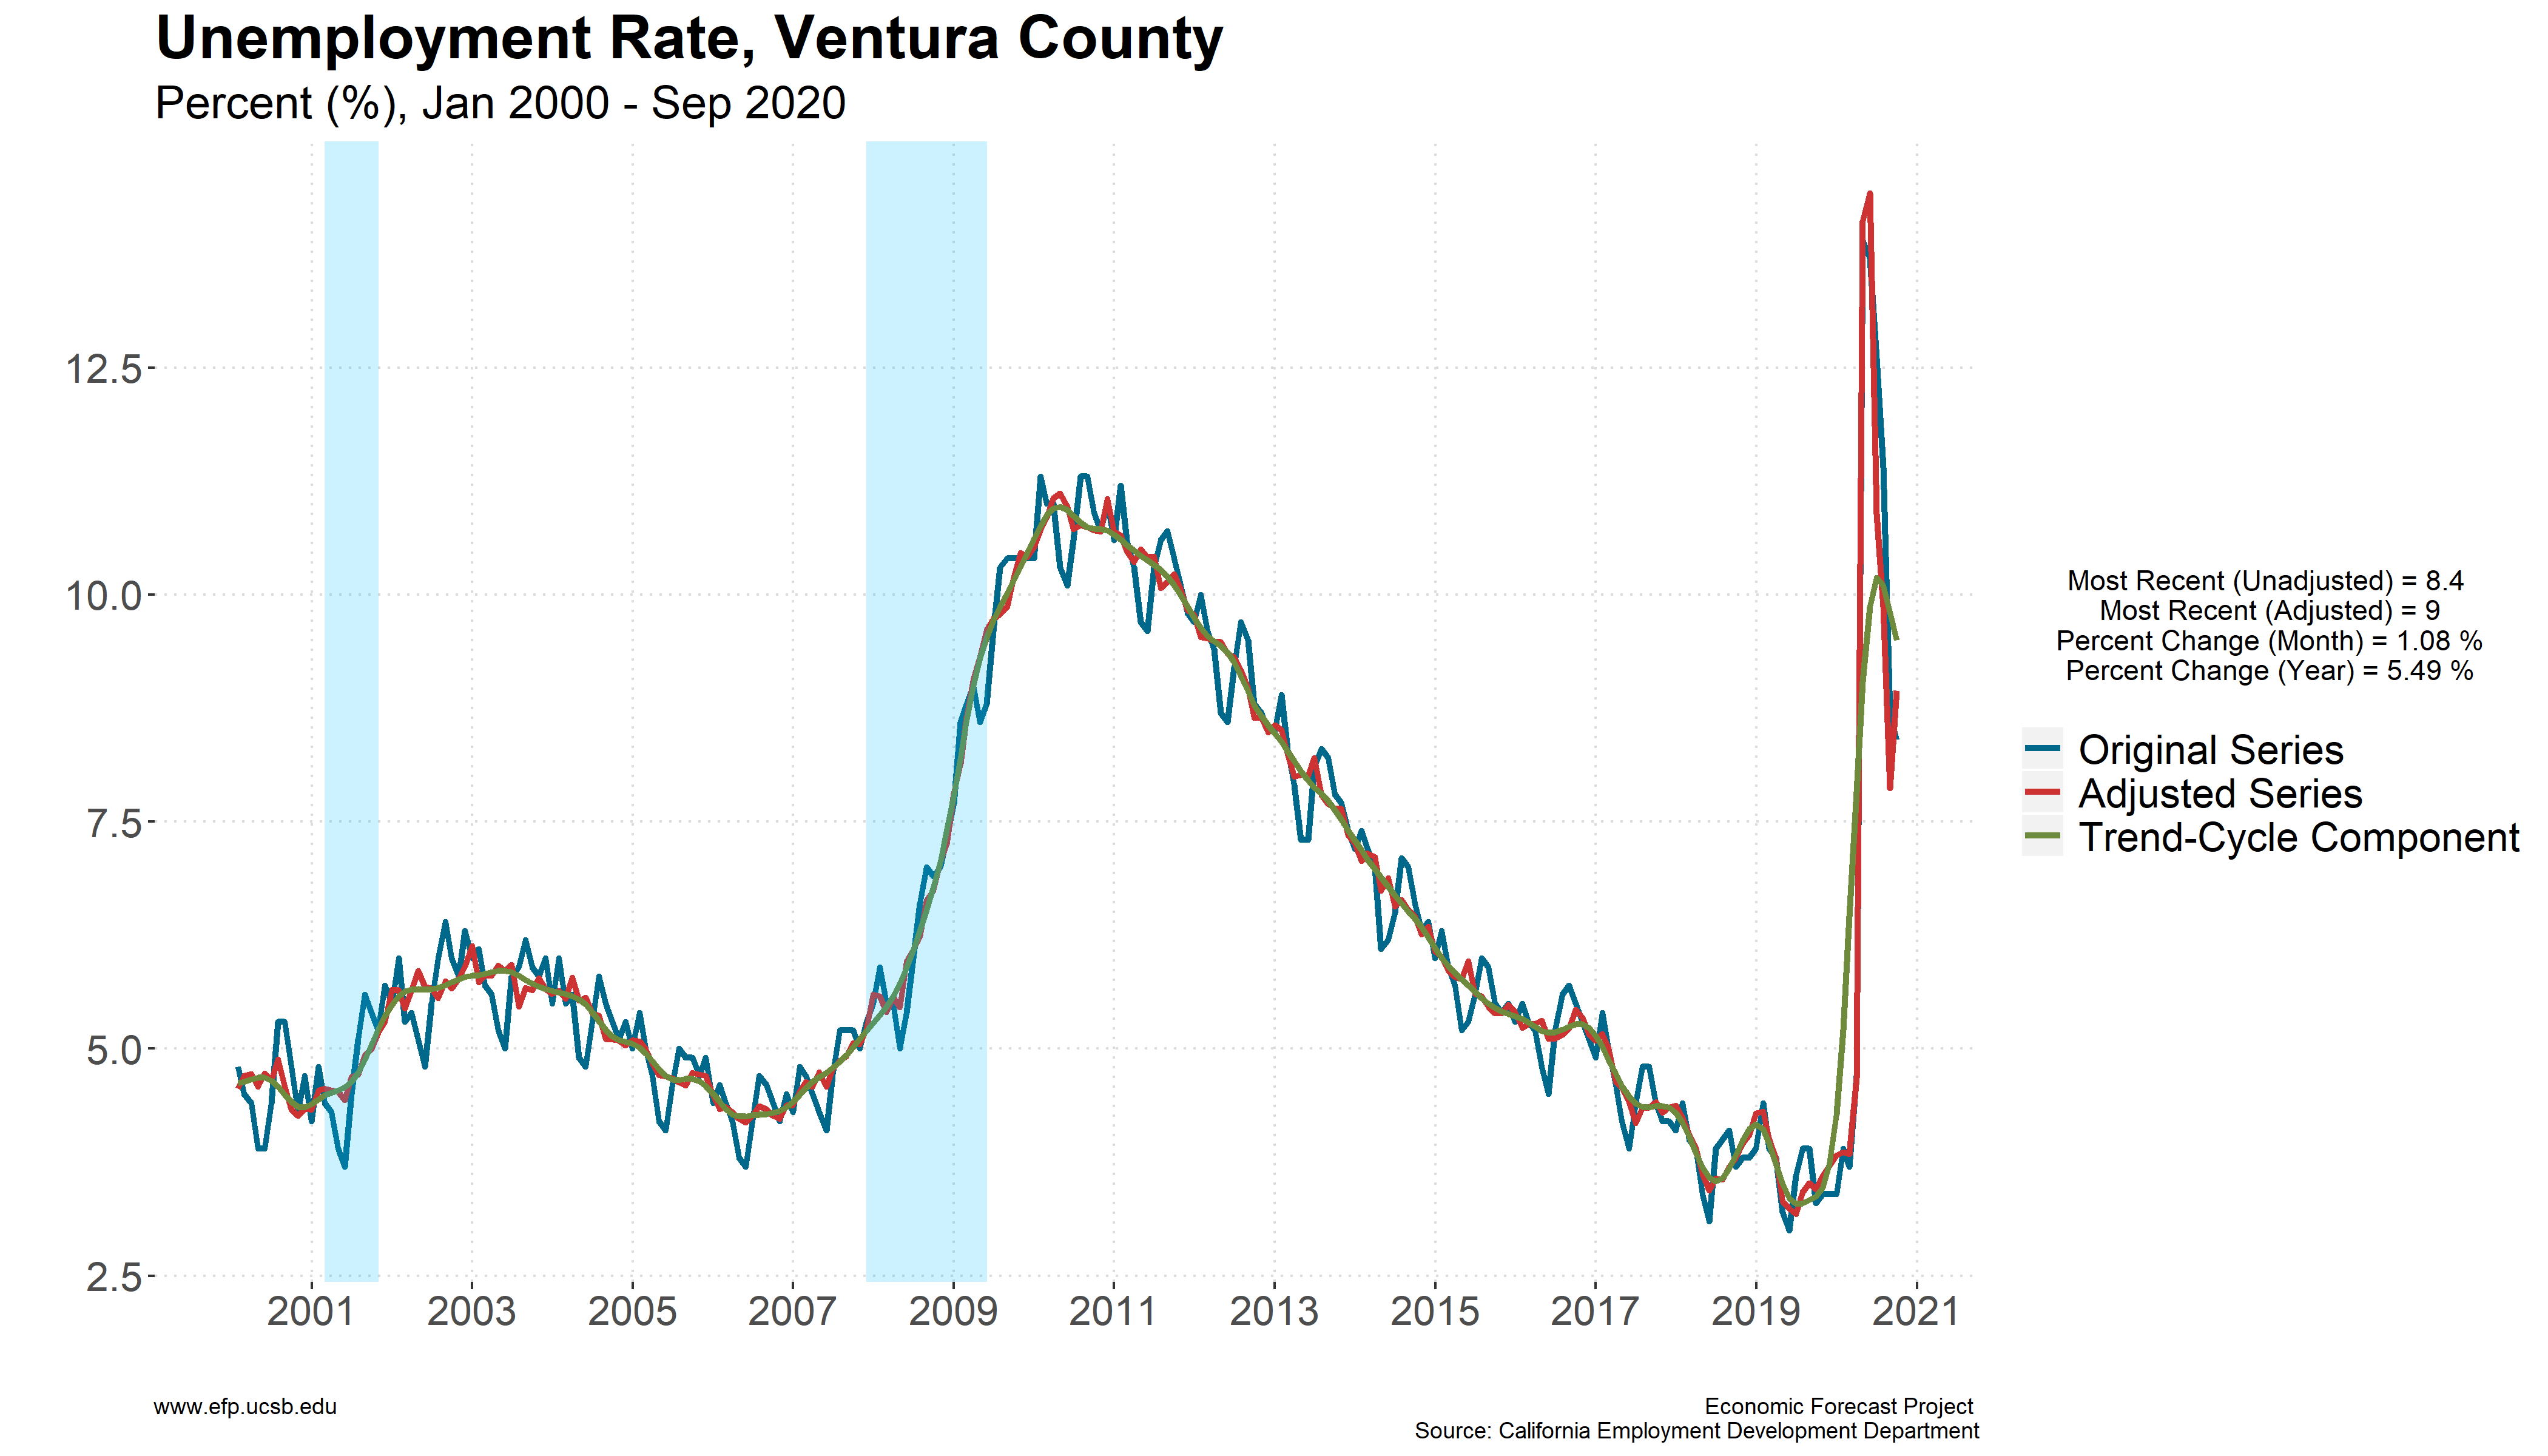 Unemployment Rate, Ventura County
Percent (%), Jan 2000 - Sep 2020
12.5
10.0
7.5
5.0
2.5
2001 2003 2005 2007 2009 2011 2013 2015 2017 2019 2021
Most Recent (Unadjusted) = 8.4
Most Recent (Adjusted) = 9
Percent Change (Month) = 1.08 %
Percent Change (Year) = 5.49 %
Original Series
Adjusted Series
Trend-Cycle Component
www.efp.ucsb.edu
Economic Forecast Project
Source: California Employment Development Department